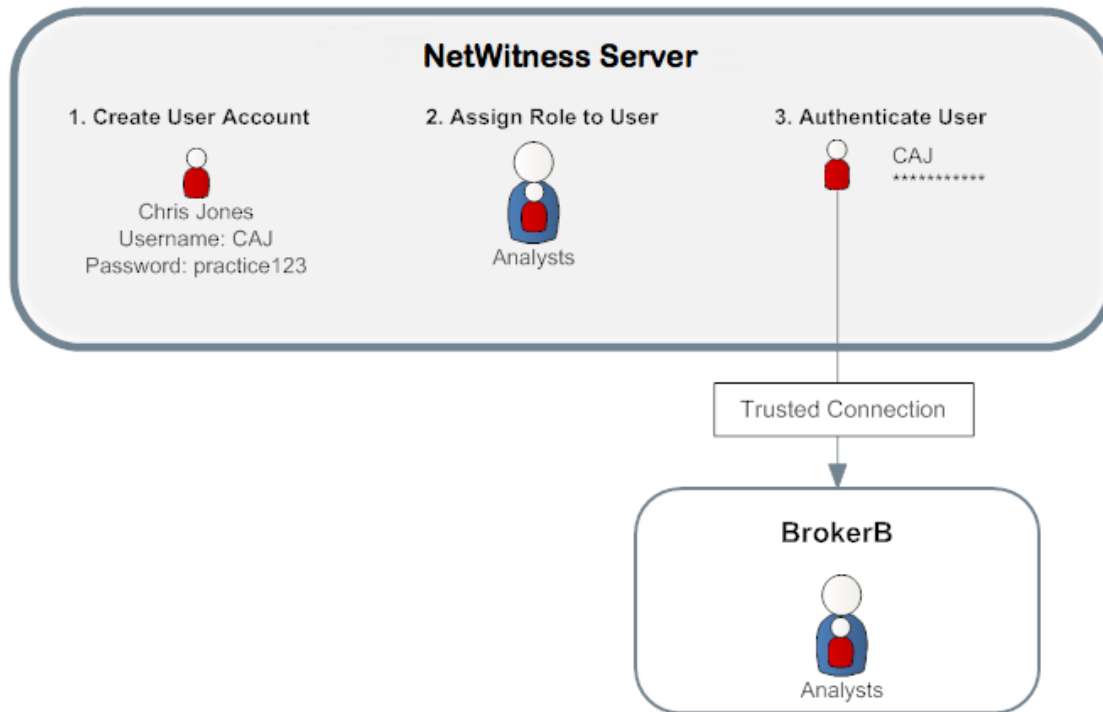 NetWitness Server
1. Create User Account
2. Assign Role to User
3. Authenticate User
Chris Jones
Username: CAJ
Password: practice123
Analysts
CAJ
***********
Trusted Connection
BrokerB
Analysts